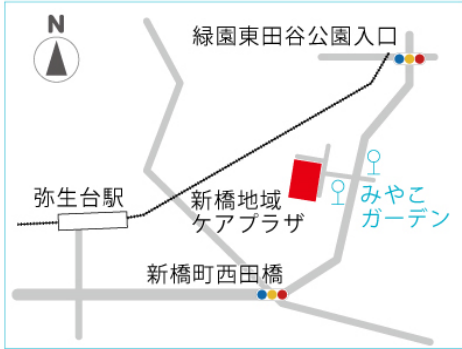 N
緑園東田谷公園入口
弥生台駅
新橋地域
ケアプラザ
みやこ
ガーデン
新橋町西田橋